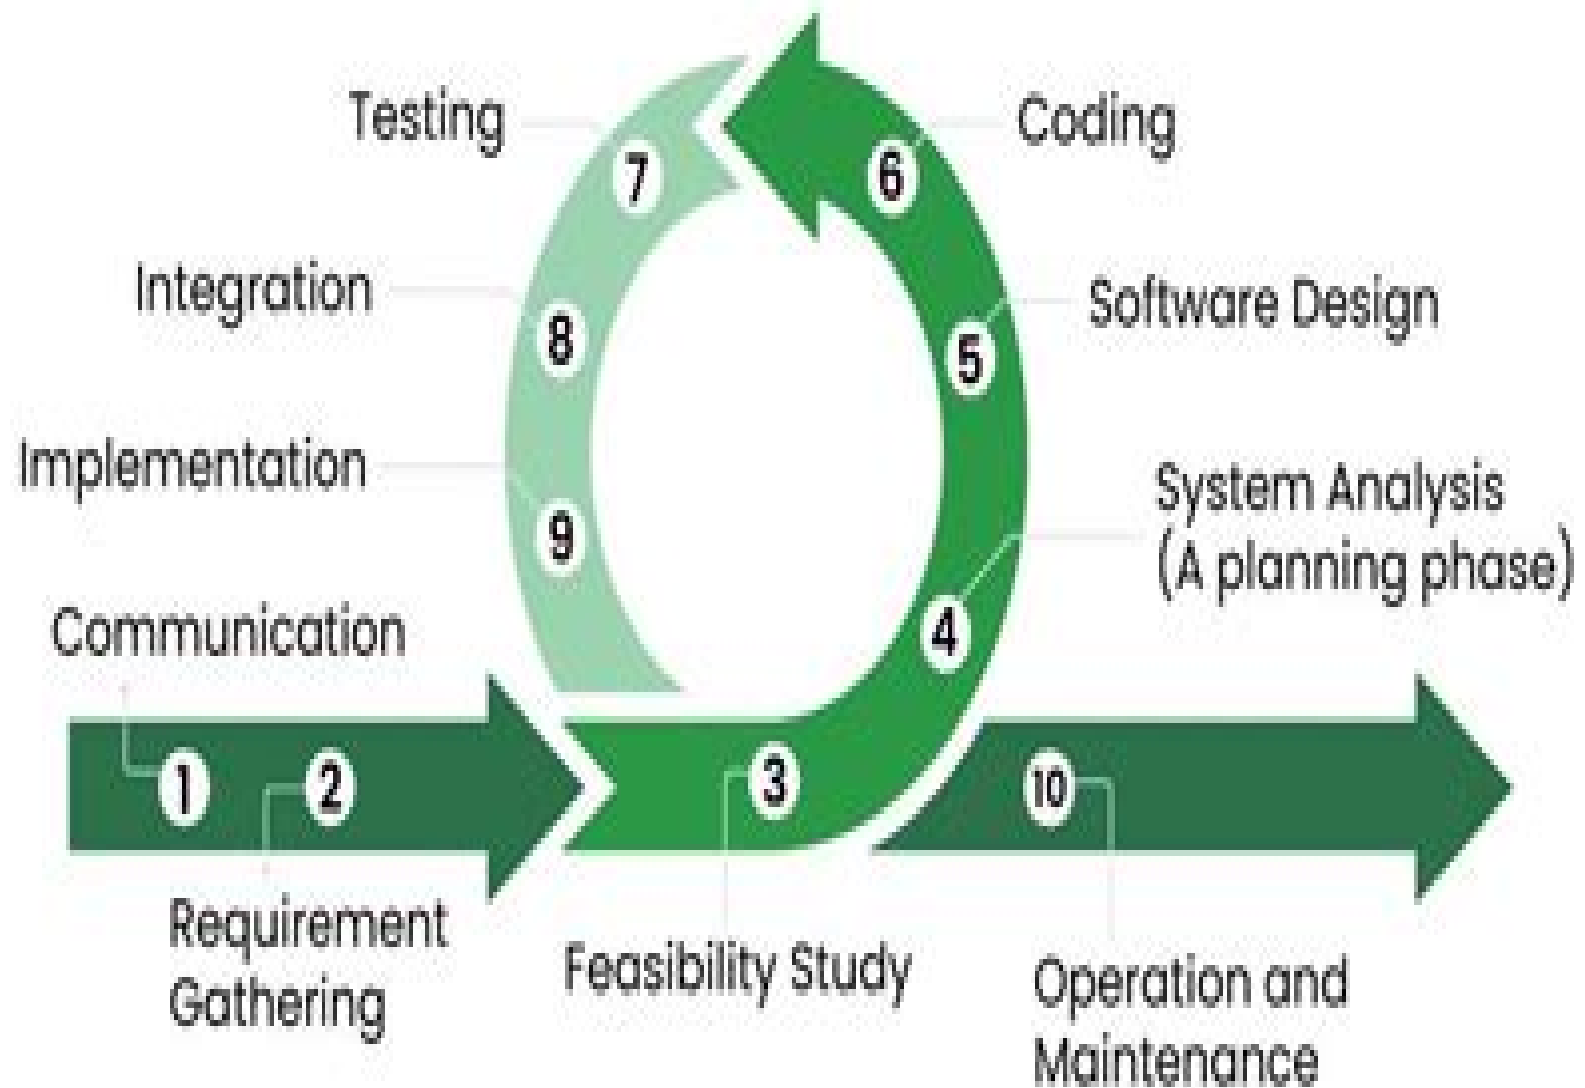 Testing
7
6
Coding
Integration
8
Software Design
5
Implementation
9
System Analysis
(A planning phase)
4
Communication
1
2
3
10
Requirement
Gathering
Feasibility Study
Operation and
Maintenance